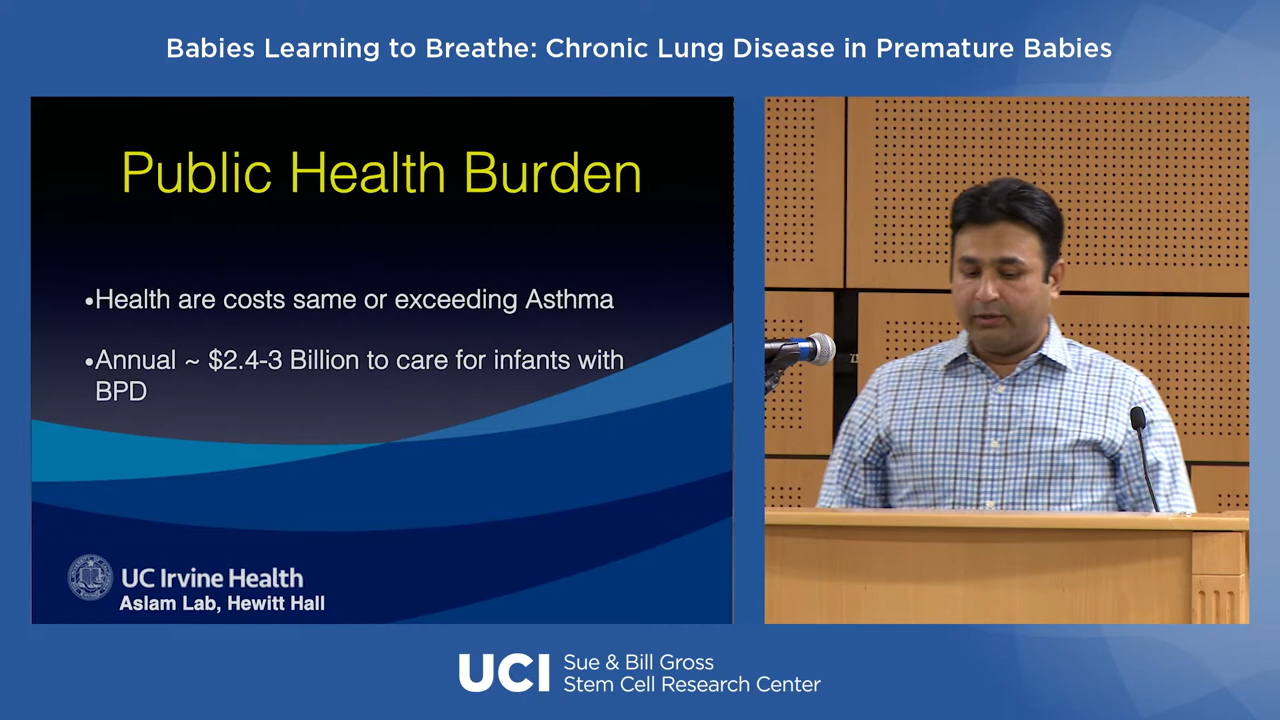 Babies Learning to Breathe: Chronic Lung Disease in Premature Babies
Public Health Burden
•Health are costs same or exceeding Asthma
•Annual ~ $2.4-3 Billion to care for infants with
BPD
UC Irvine Health
Aslam Lab, Hewitt Hall
UCI
Sue & Bill Gross
Stem Cell Research Center